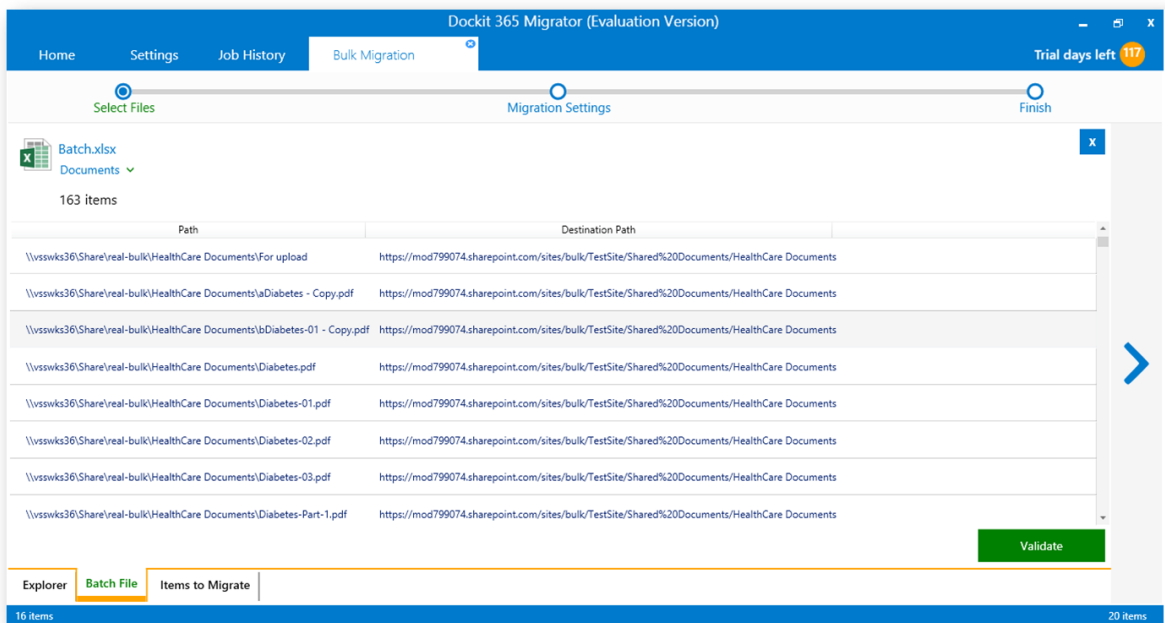 Dockit 365 Migrator (Evaluation Version)
Home Settings Job History Bulk Migration Trial days left 117
Select Files Migration Settings Finish
Batch.xlsx
Documents
163 items
Path Destination Path
\\vsswks36\Share\real-bulk\HealthCare Documents\For upload https://mod799074.sharepoint.com/sites/bulk/TestSite/Shared%20Documents/HealthCare Documents
\\vsswks36\Share\real-bulk\HealthCare Documents\aDiabetes - Copy.pdf https://mod799074.sharepoint.com/sites/bulk/TestSite/Shared%20Documents/HealthCare Documents
\\vsswks36\Share\real-bulk\HealthCare Documents\bDiabetes-01 - Copy.pdf https://mod799074.sharepoint.com/sites/bulk/TestSite/Shared%20Documents/HealthCare Documents
\\vsswks36\Share\real-bulk\HealthCare Documents\Diabetes.pdf https://mod799074.sharepoint.com/sites/bulk/TestSite/Shared%20Documents/HealthCare Documents
\\vsswks36\Share\real-bulk\HealthCare Documents\Diabetes-01.pdf https://mod799074.sharepoint.com/sites/bulk/TestSite/Shared%20Documents/HealthCare Documents
\\vsswks36\Share\real-bulk\HealthCare Documents\Diabetes-02.pdf https://mod799074.sharepoint.com/sites/bulk/TestSite/Shared%20Documents/HealthCare Documents
\\vsswks36\Share\real-bulk\HealthCare Documents\Diabetes-03.pdf https://mod799074.sharepoint.com/sites/bulk/TestSite/Shared%20Documents/HealthCare Documents
\\vsswks36\Share\real-bulk\HealthCare Documents\Diabetes-Part-1.pdf https://mod799074.sharepoint.com/sites/bulk/TestSite/Shared%20Documents/HealthCare Documents
Validate
Explorer Batch File Items to Migrate
16 items 20 items